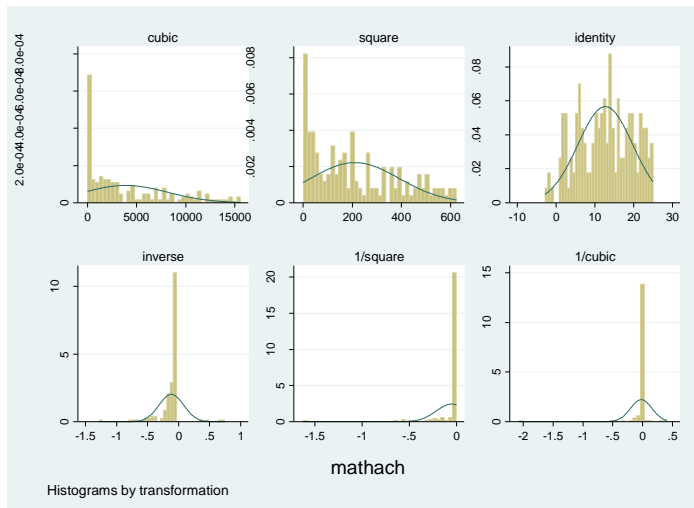 cubic
square
identity
0
2.0e-04
4.0e-04
6.0e-04
8.0e-04
0 5000 10000 15000
0
.002
.004
.006
.008
0 200 400 600
0
.02
.04
.06
.08
-10 0 10 20 30
inverse
1/square
1/cubic
0
5
10
-1.5 -1 -.5 0 .5 1
0
5
10
15
20
-1.5 -1 -.5 0
0
5
10
15
-2 -1.5 -1 -.5 0 .5
mathach
Histograms by transformation